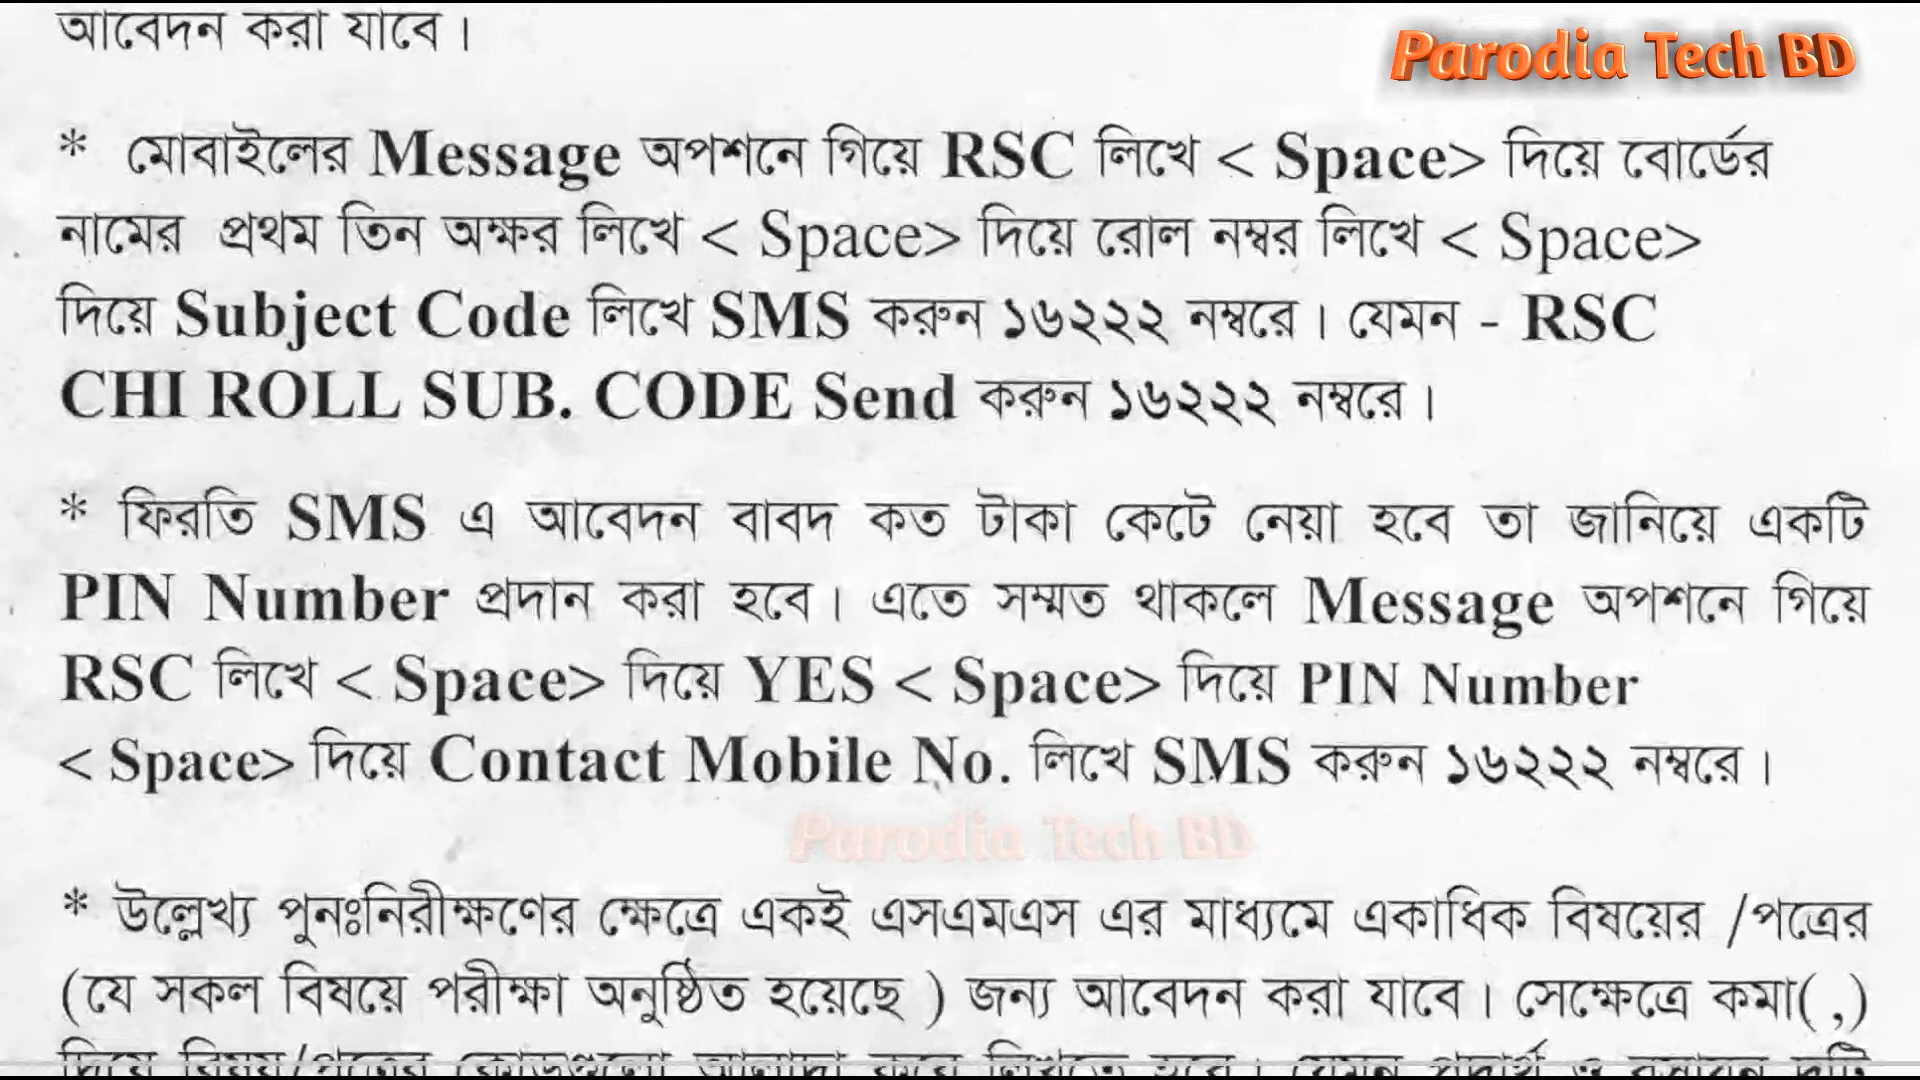 আবেদন করা যাবে।
Parodia Tech BD
* মোবাইলের Message অপশনে গিয়ে RSC লিখে < Space> দিয়ে বোর্ডের
নামের প্রথম তিন অক্ষর লিখে < Space> দিয়ে রোল নম্বর লিখে < Space>
দিয়ে Subject Code লিখে SMS করুন ১৬২২২ নম্বরে। যেমন - RSC
CHI ROLL SUB. CODE Send করুন ১৬২২২ নম্বরে।
* ফিরতি SMS এ আবেদন বাবদ কত টাকা কেটে নেয়া হবে তা জানিয়ে একটি
PIN Number প্রদান করা হবে। এতে সম্মত থাকলে Message অপশনে গিয়ে
RSC লিখে < Space> দিয়ে YES < Space> দিয়ে PIN Number
< Space> দিয়ে Contact Mobile No. লিখে SMS করুন ১৬২২২ নম্বরে।
Parodia Tech BD
* উল্লেখ্য পুনঃনিরীক্ষণের ক্ষেত্রে একই এসএমএস এর মাধ্যমে একাধিক বিষয়ের /পত্রের
(যে সকল বিষয়ে পরীক্ষা অনুষ্ঠিত হয়েছে ) জন্য আবেদন করা যাবে। সেক্ষেত্রে কমা(,)